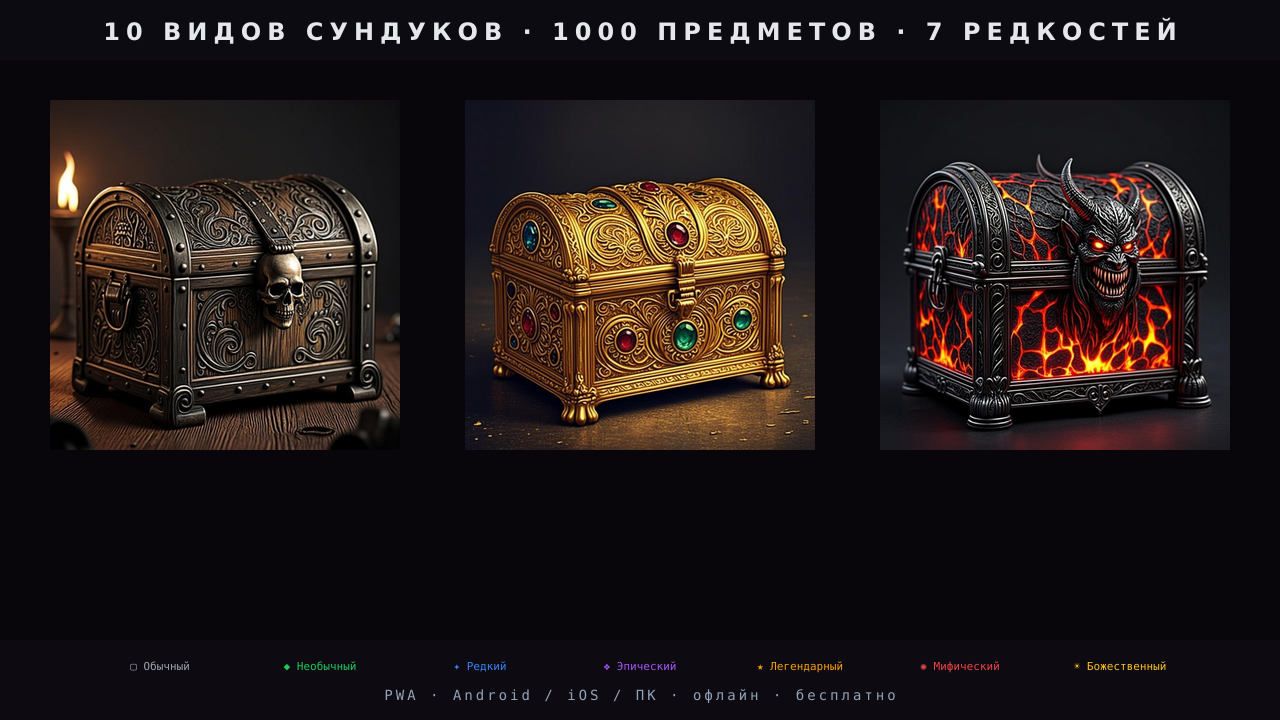 10 ВИДОВ СУНДУКОВ · 1000 ПРЕДМЕТОВ · 7 РЕДКОСТЕЙ
▢ Обычный ◆ Необычный ✦ Редкий ❖ Эпический ★ Легендарный ✺ Мифический ☀ Божественный
PWA · Android / iOS / ПК · офлайн · бесплатно